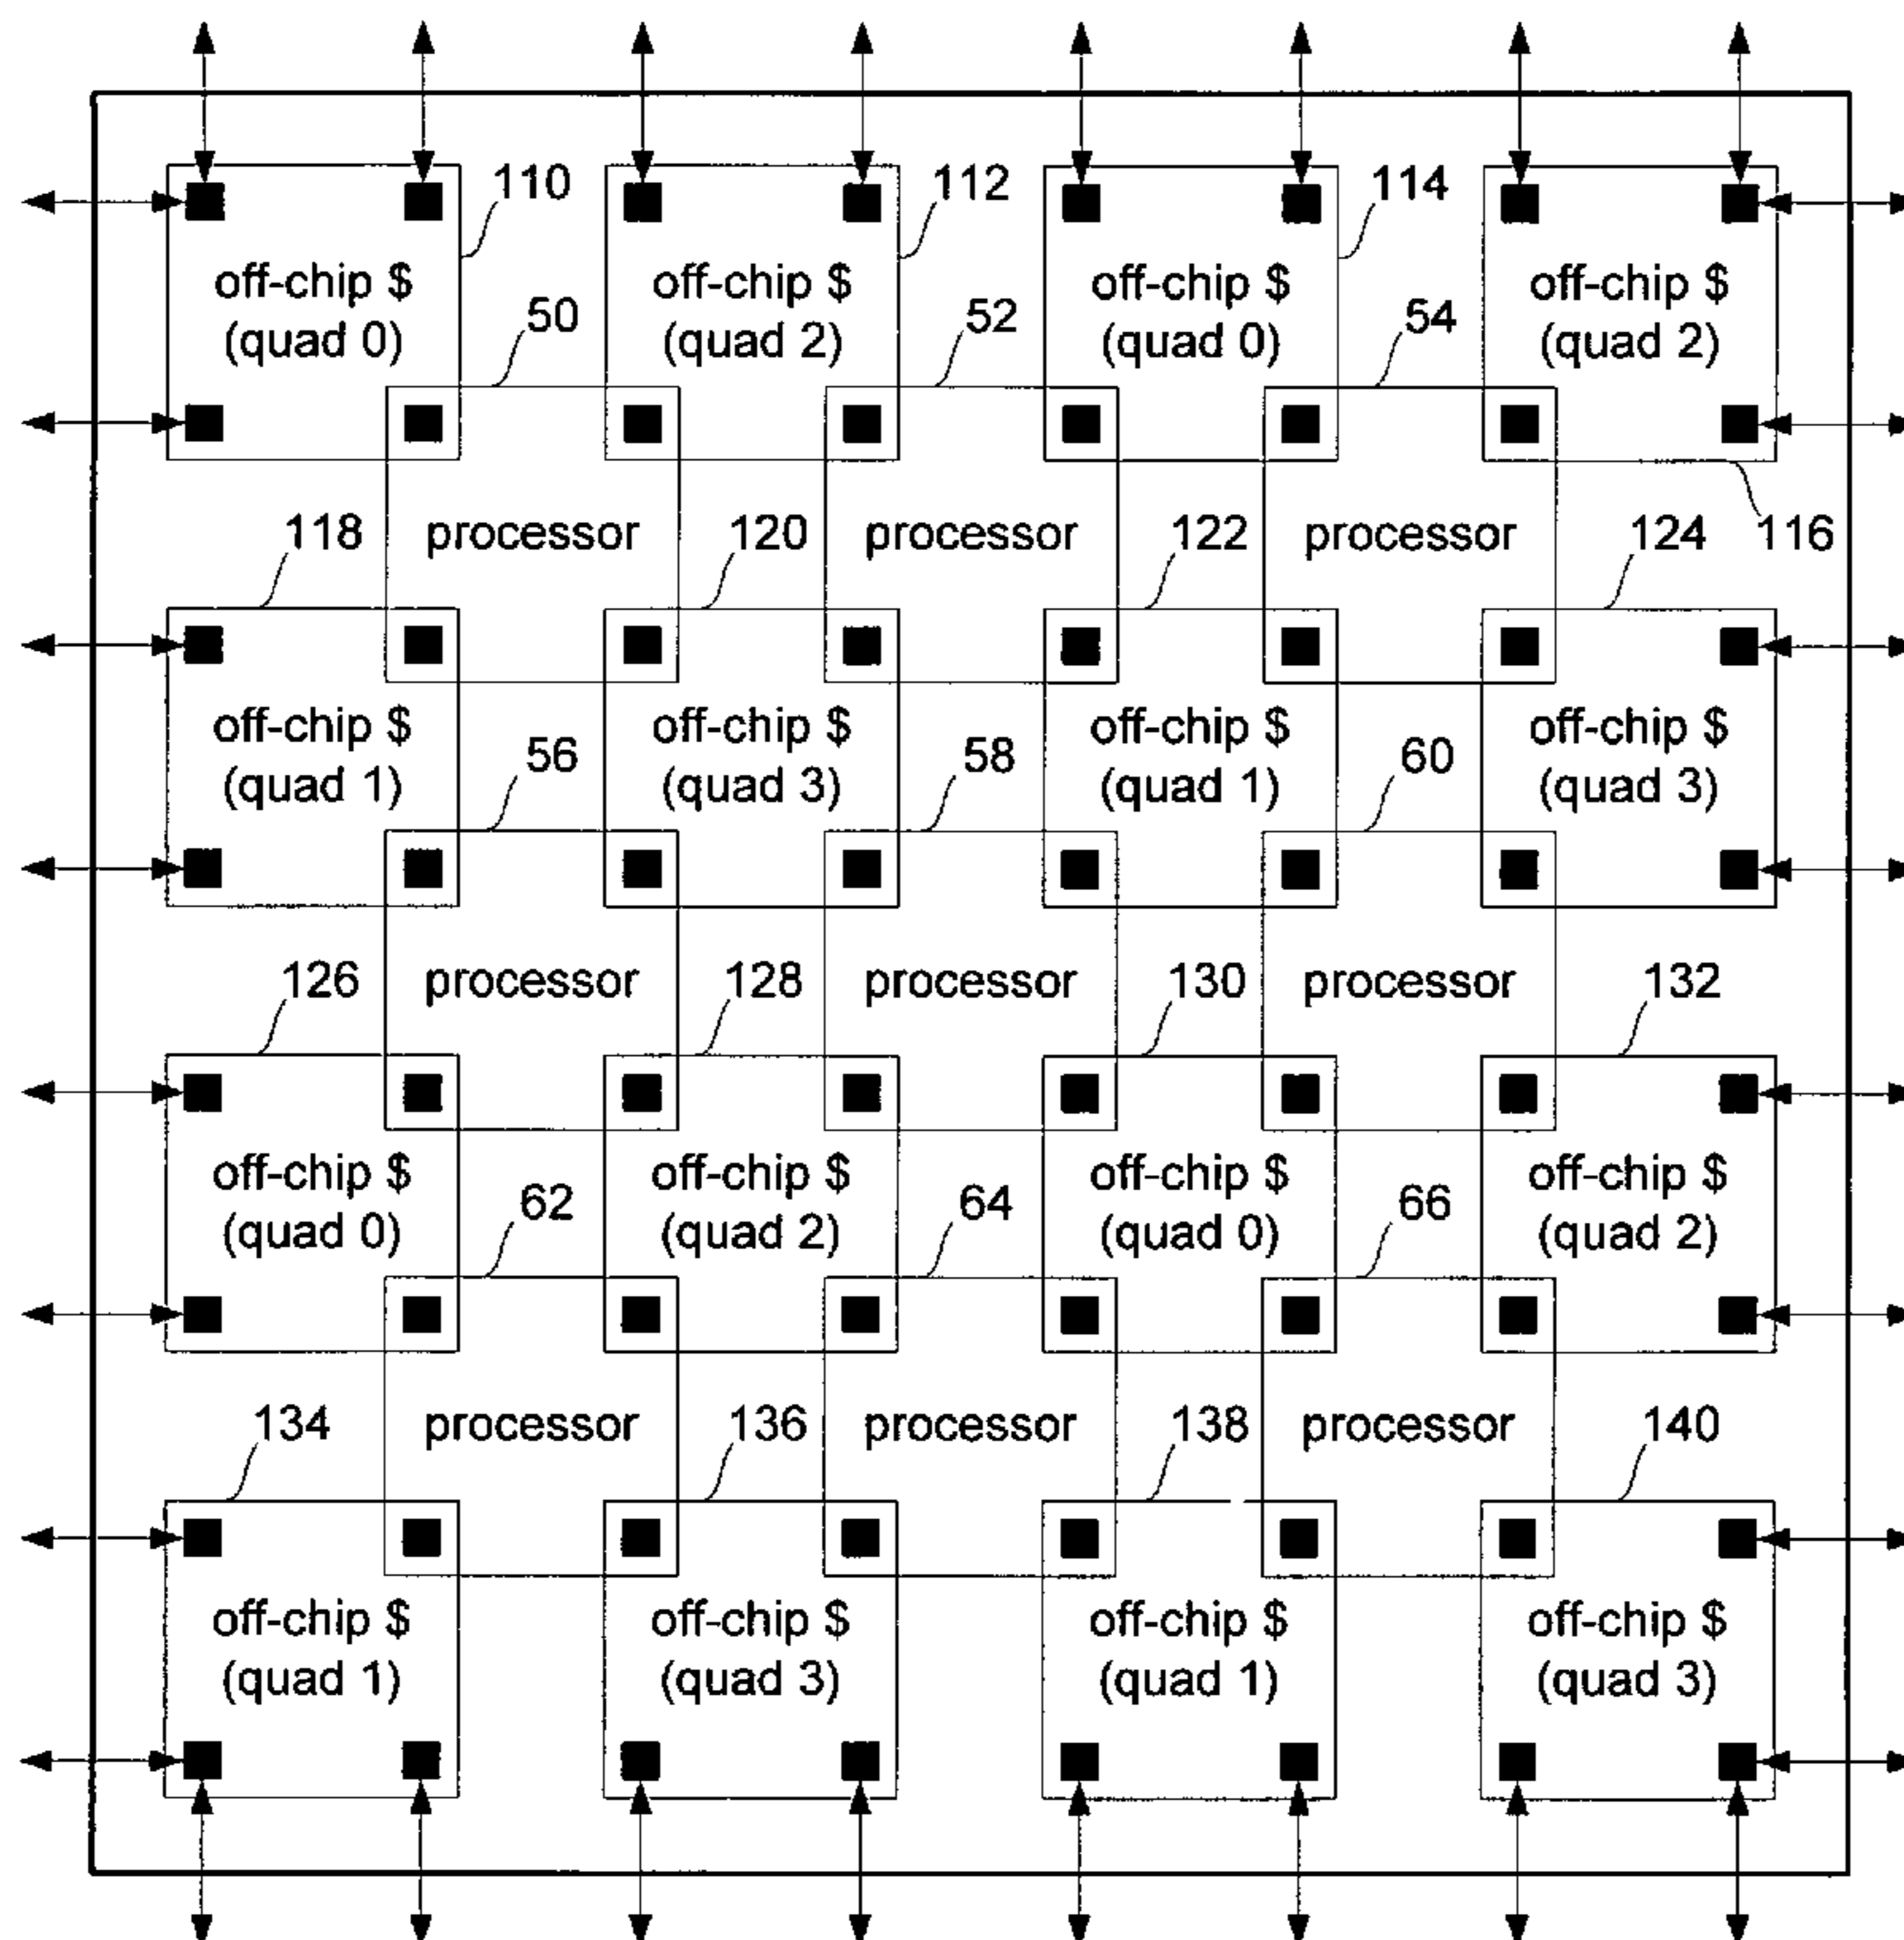 110
112
114
off-chip $
(quad 0)
off-chip $
(quad 2)
off-chip $
(quad 0)
off-chip $
(quad 2)
50
52
54
118
processor
120
processor
122
processor
124
116
off-chip $
(quad 1)
off-chip $
(quad 3)
off-chip $
(quad 1)
off-chip $
(quad 3)
56
58
60
126
processor
128
processor
130
processor
132
off-chip $
(quad 0)
off-chip $
(quad 2)
off-chip $
(quad 0)
off-chip $
(quad 2)
62
64
66
134
processor
136
processor
138
processor
140
off-chip $
(quad 1)
off-chip $
(quad 3)
off-chip $
(quad 1)
off-chip $
(quad 3)